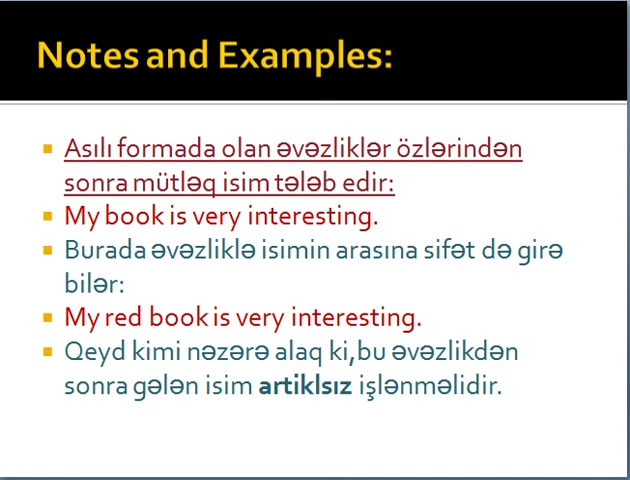 Notes and Examples:
Asılı formada olan əvəzliklər özlərindən
sonra mütləq isim tələb edir:
My book is very interesting.
Burada əvəzliklə isimin arasına sifət də girə
bilər:
My red book is very interesting.
Qeyd kimi nəzərə alaq ki,bu əvəzlikdən
sonra gələn isim artiklsız işlənməlidir.